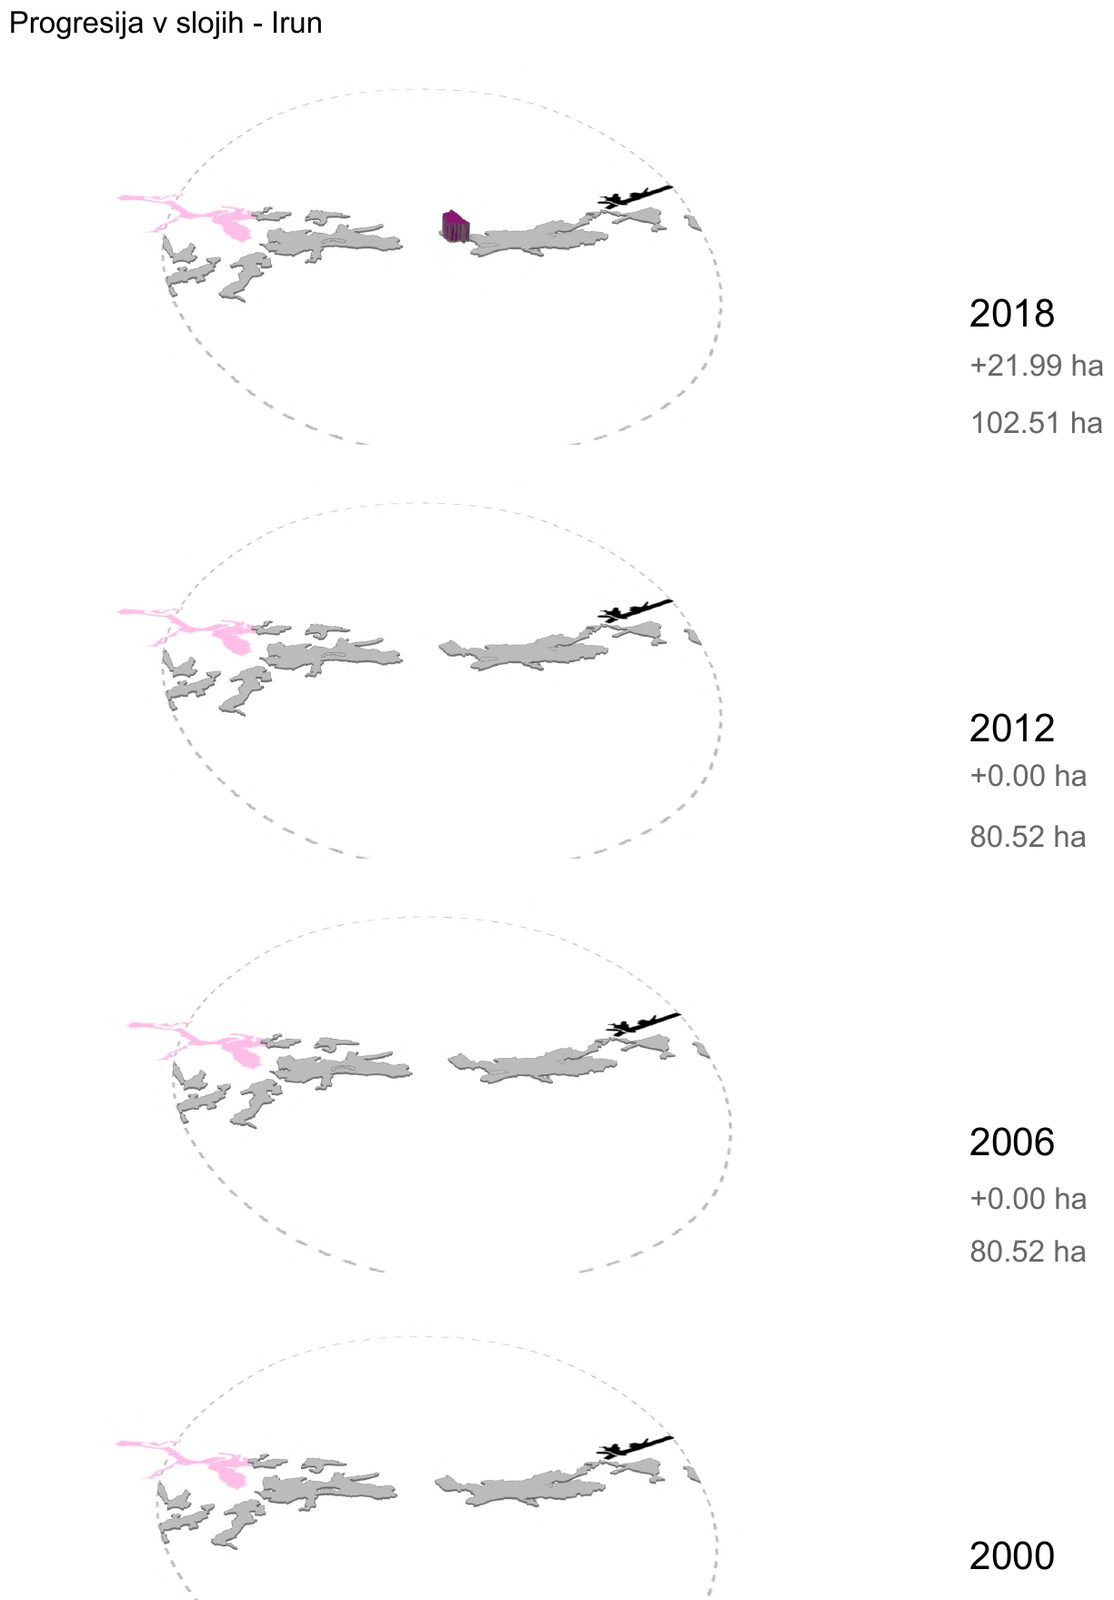 Progresija v slojih - Irun
2018
+21.99 ha
102.51 ha
2012
+0.00 ha
80.52 ha
2006
+0.00 ha
80.52 ha
2000